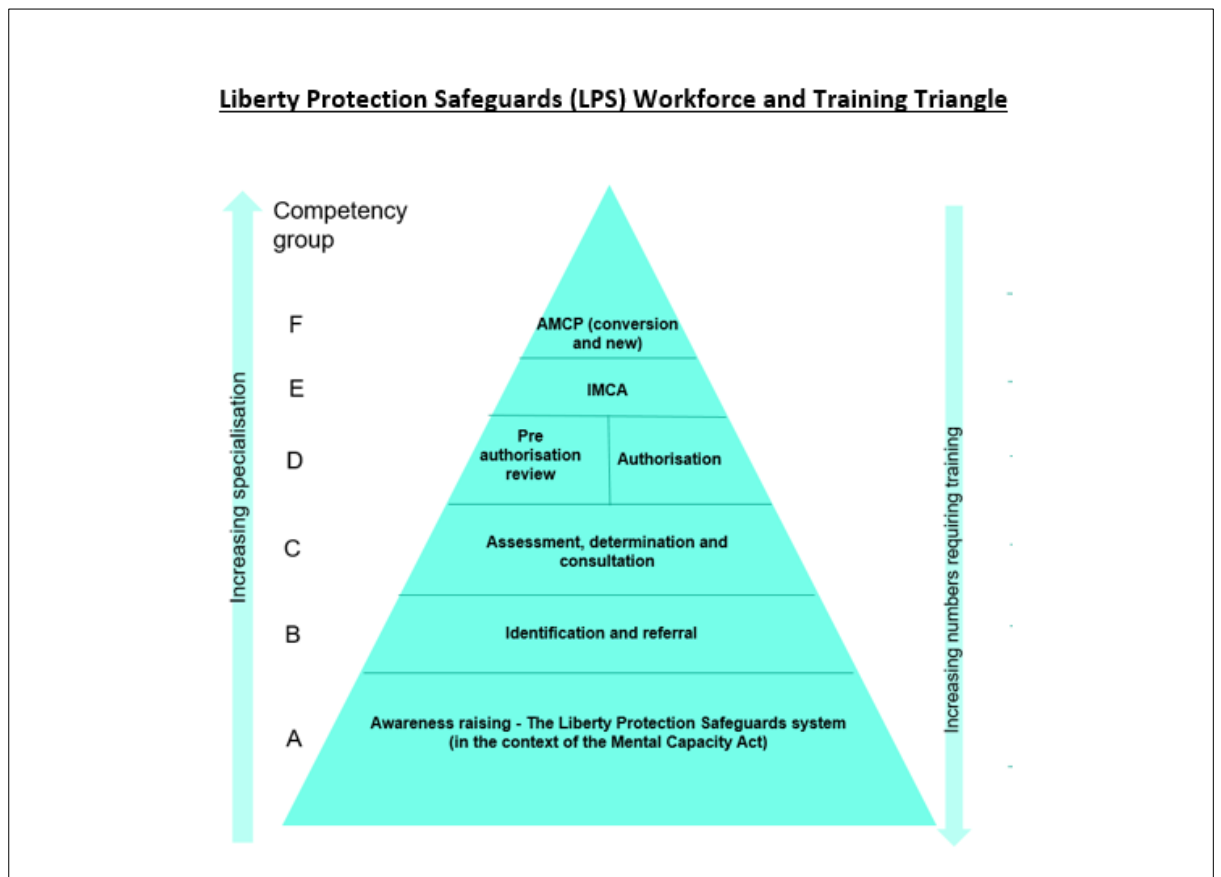 Liberty Protection Safeguards (LPS) Workforce and Training Triangle
Competency
group
F
AMCP (conversion
and new)
E
IMCA
D
Pre
authorisation
review
Authorisation
C
Assessment, determination and
consultation
B
Identification and referral
A
Awareness raising - The Liberty Protection Safeguards system
(in the context of the Mental Capacity Act)
Increasing specialisation
Increasing numbers requiring training